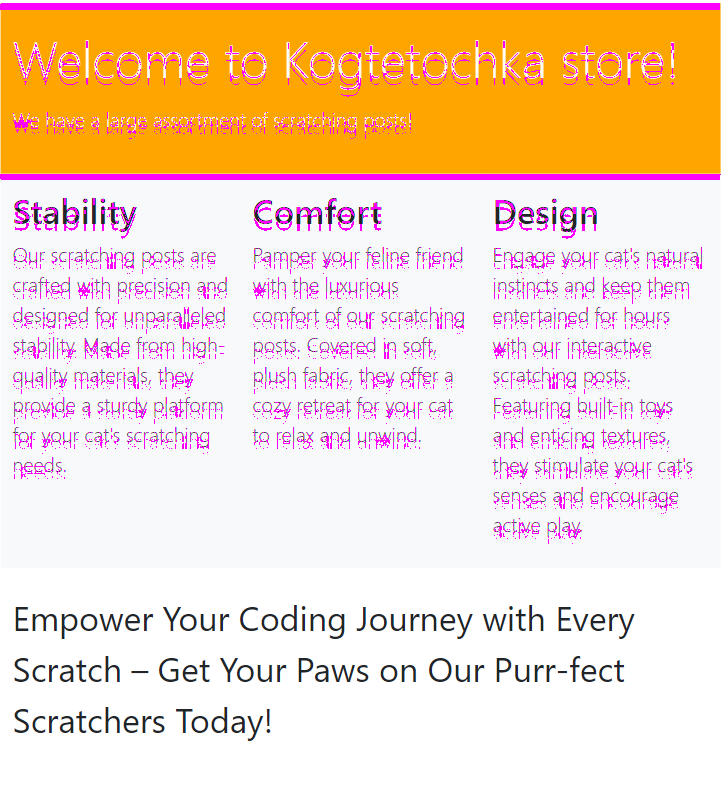 Welcome to Kogtetochka store!
We have a large assortment of scratching posts!
Stability
Our scratching posts are
crafted with precision and
designed for unparalleled
stability. Made from high-
quality materials, they
provide a sturdy platform
for your cat's scratching
needs.
Comfort
Pamper your feline friend
with the luxurious
comfort of our scratching
posts. Covered in soft,
plush fabric, they offer a
cozy retreat for your cat
to relax and unwind.
Design
Engage your cat's natural
instincts and keep them
entertained for hours
with our interactive
scratching posts.
Featuring built-in toys
and enticing textures,
they stimulate your cat's
senses and encourage
active play.
Empower Your Coding Journey with Every
Scratch – Get Your Paws on Our Purr-fect
Scratchers Today!